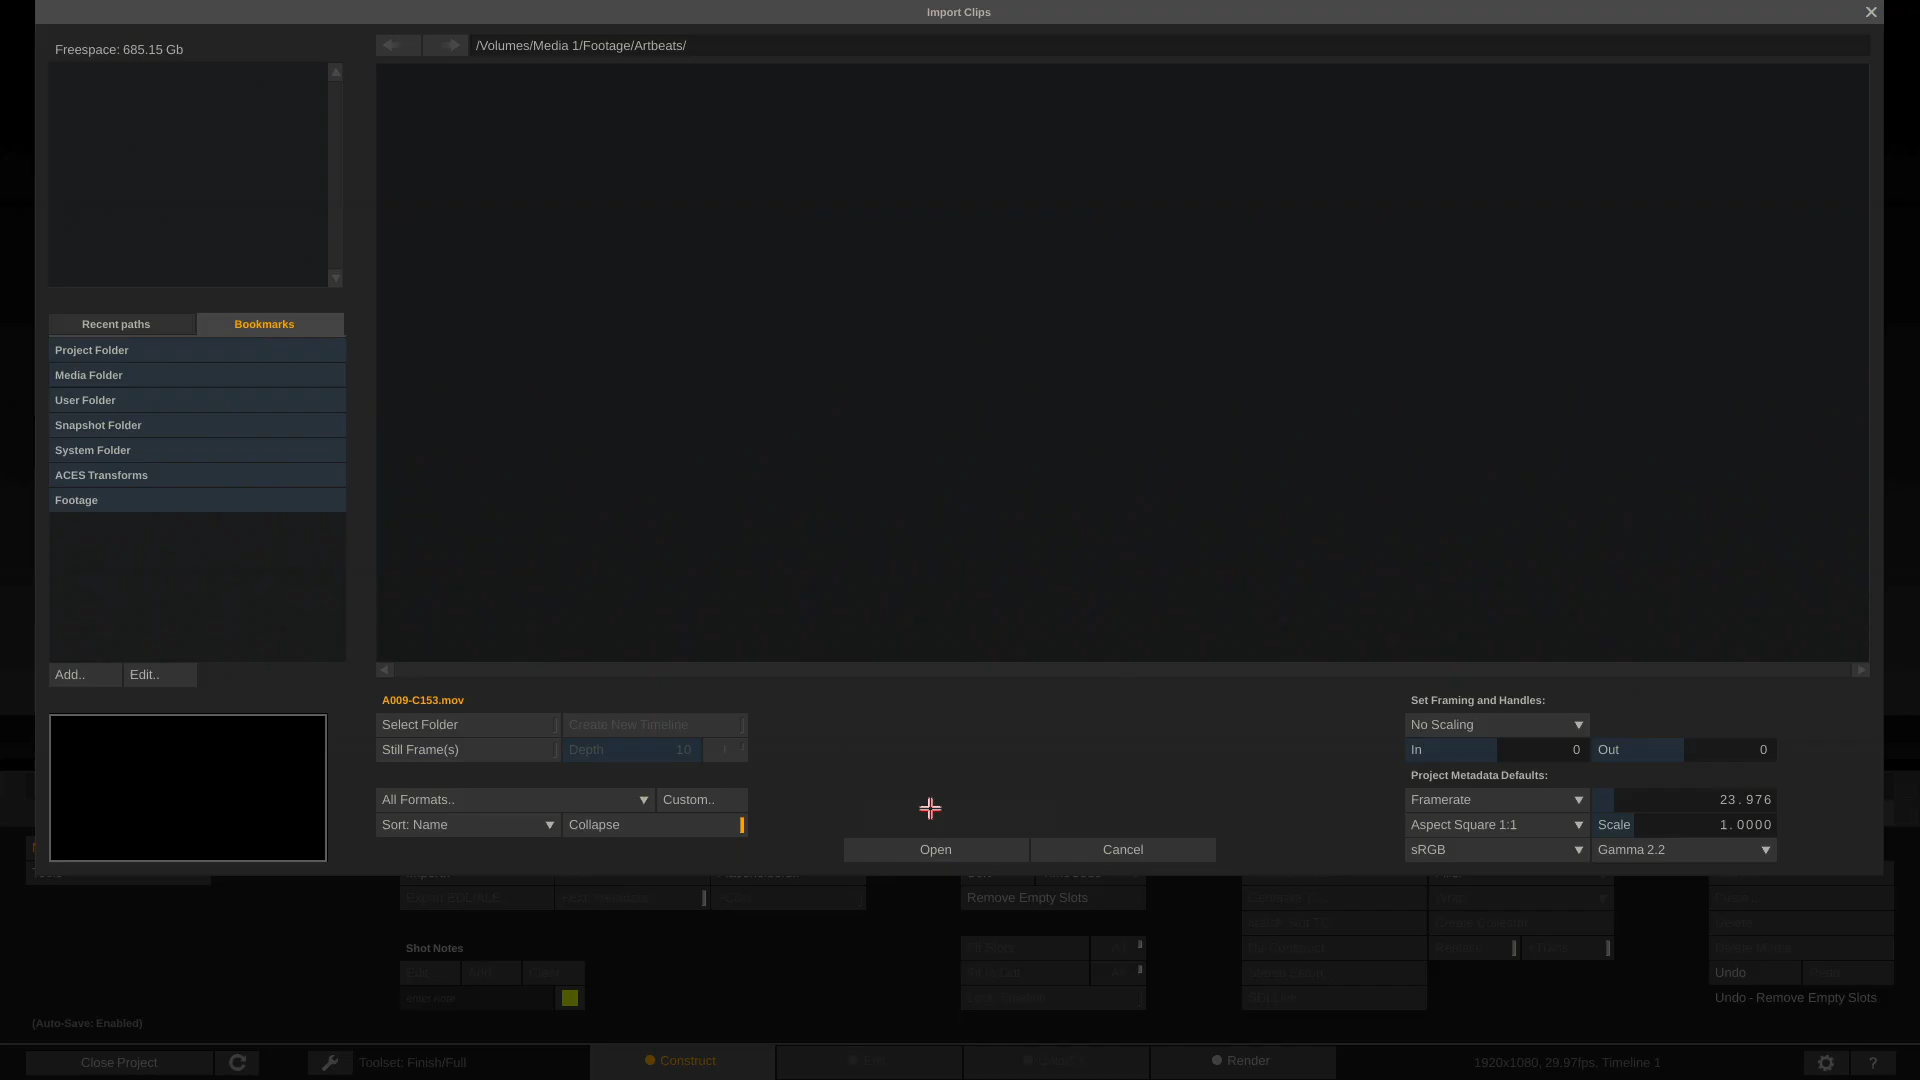 Import Clips
Freespace: 685.15 Gb
/Volumes/Media 1/Footage/Artbeats/
Recent paths
Bookmarks
Project Folder
Media Folder
User Folder
Snapshot Folder
System Folder
ACES Transforms
Footage
Add..
Edit..
A009-C153.mov
Select Folder
Create New Timeline
Still Frame(s)
Depth 10
All Formats..
Custom..
Sort: Name
Collapse
Open
Cancel
Set Framing and Handles:
No Scaling
In 0
Out 0
Project Metadata Defaults:
Framerate
23.976
Aspect Square 1:1
Scale 1.0000
sRGB
Gamma 2.2
Remove Empty Slots
Shot Notes
Undo
Undo - Remove Empty Slots
(Auto-Save: Enabled)
Close Project
Toolset: Finish/Full
Construct
Render
1920x1080, 29.97fps, Timeline 1
?